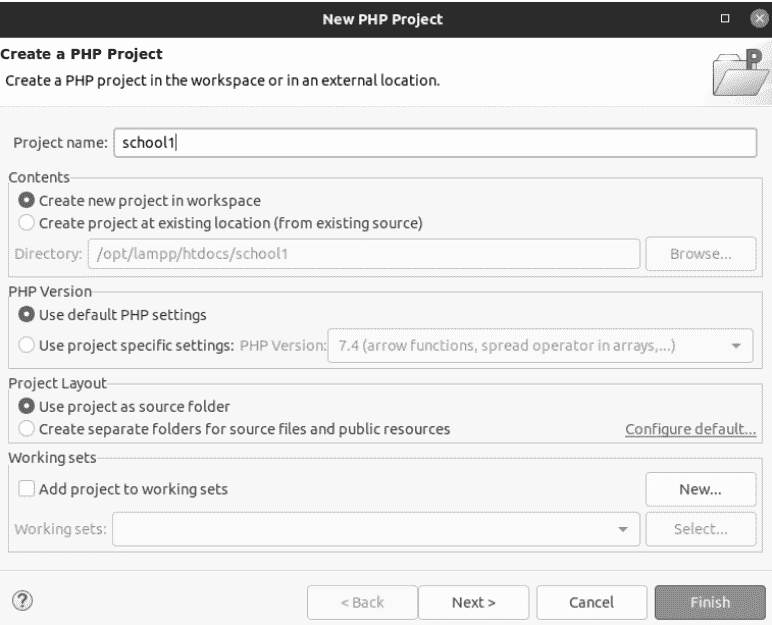 New PHP Project
Create a PHP Project
Create a PHP project in the workspace or in an external location.
Project name: school1
Contents
Create new project in workspace
Create project at existing location (from existing source)
Directory: /opt/lampp/htdocs/school1 Browse...
PHP Version
Use default PHP settings
Use project specific settings: PHP Version: 7.4 (arrow functions, spread operator in arrays,...)
Project Layout
Use project as source folder
Create separate folders for source files and public resources Configure default...
Working sets
Add project to working sets New...
Working sets: Select...
? < Back Next > Cancel Finish